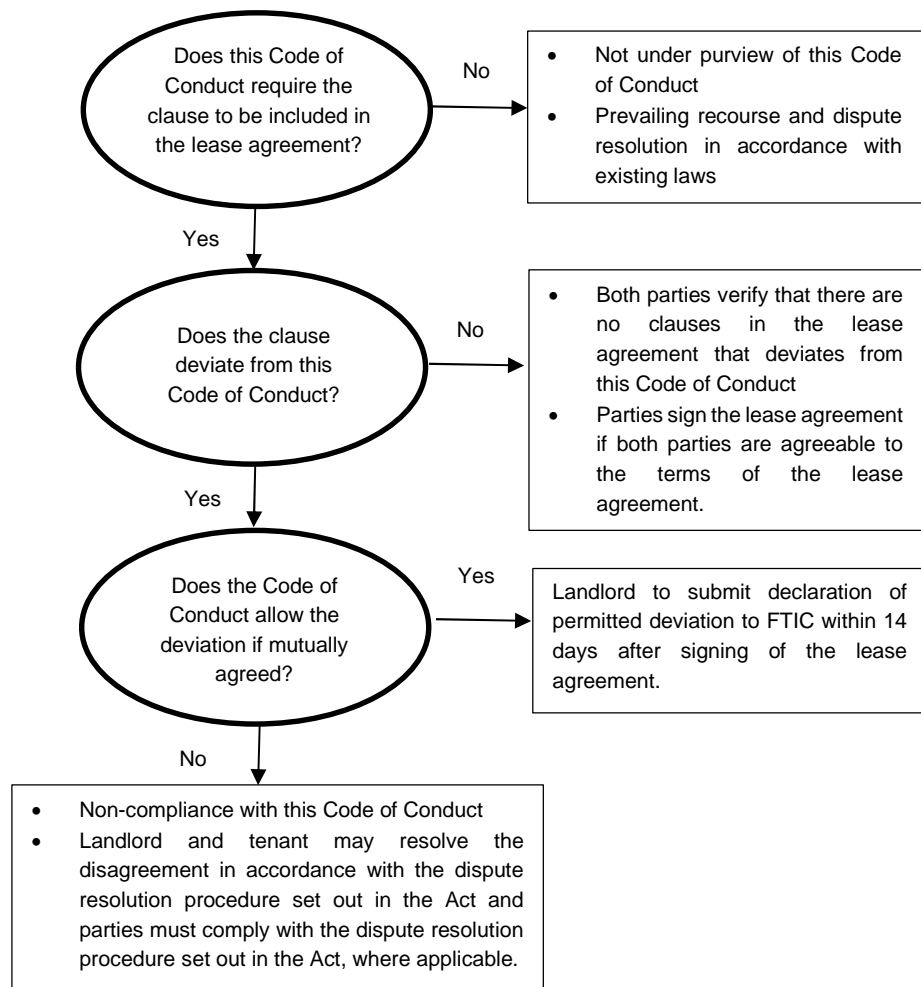 Does this Code of
Conduct require the
clause to be included in
the lease agreement?
No
• Not under purview of this Code
of Conduct
• Prevailing recourse and dispute
resolution in accordance with
existing laws
Yes
Does the clause
deviate from this
Code of Conduct?
No
• Both parties verify that there are
no clauses in the lease
agreement that deviates from
this Code of Conduct
• Parties sign the lease agreement
if both parties are agreeable to
the terms of the lease
agreement.
Yes
Does the Code of
Conduct allow the
deviation if mutually
agreed?
Yes
Landlord to submit declaration of
permitted deviation to FTIC within 14
days after signing of the lease
agreement.
No
• Non-compliance with this Code of Conduct
• Landlord and tenant may resolve the
disagreement in accordance with the dispute
resolution procedure set out in the Act and
parties must comply with the dispute resolution
procedure set out in the Act, where applicable.